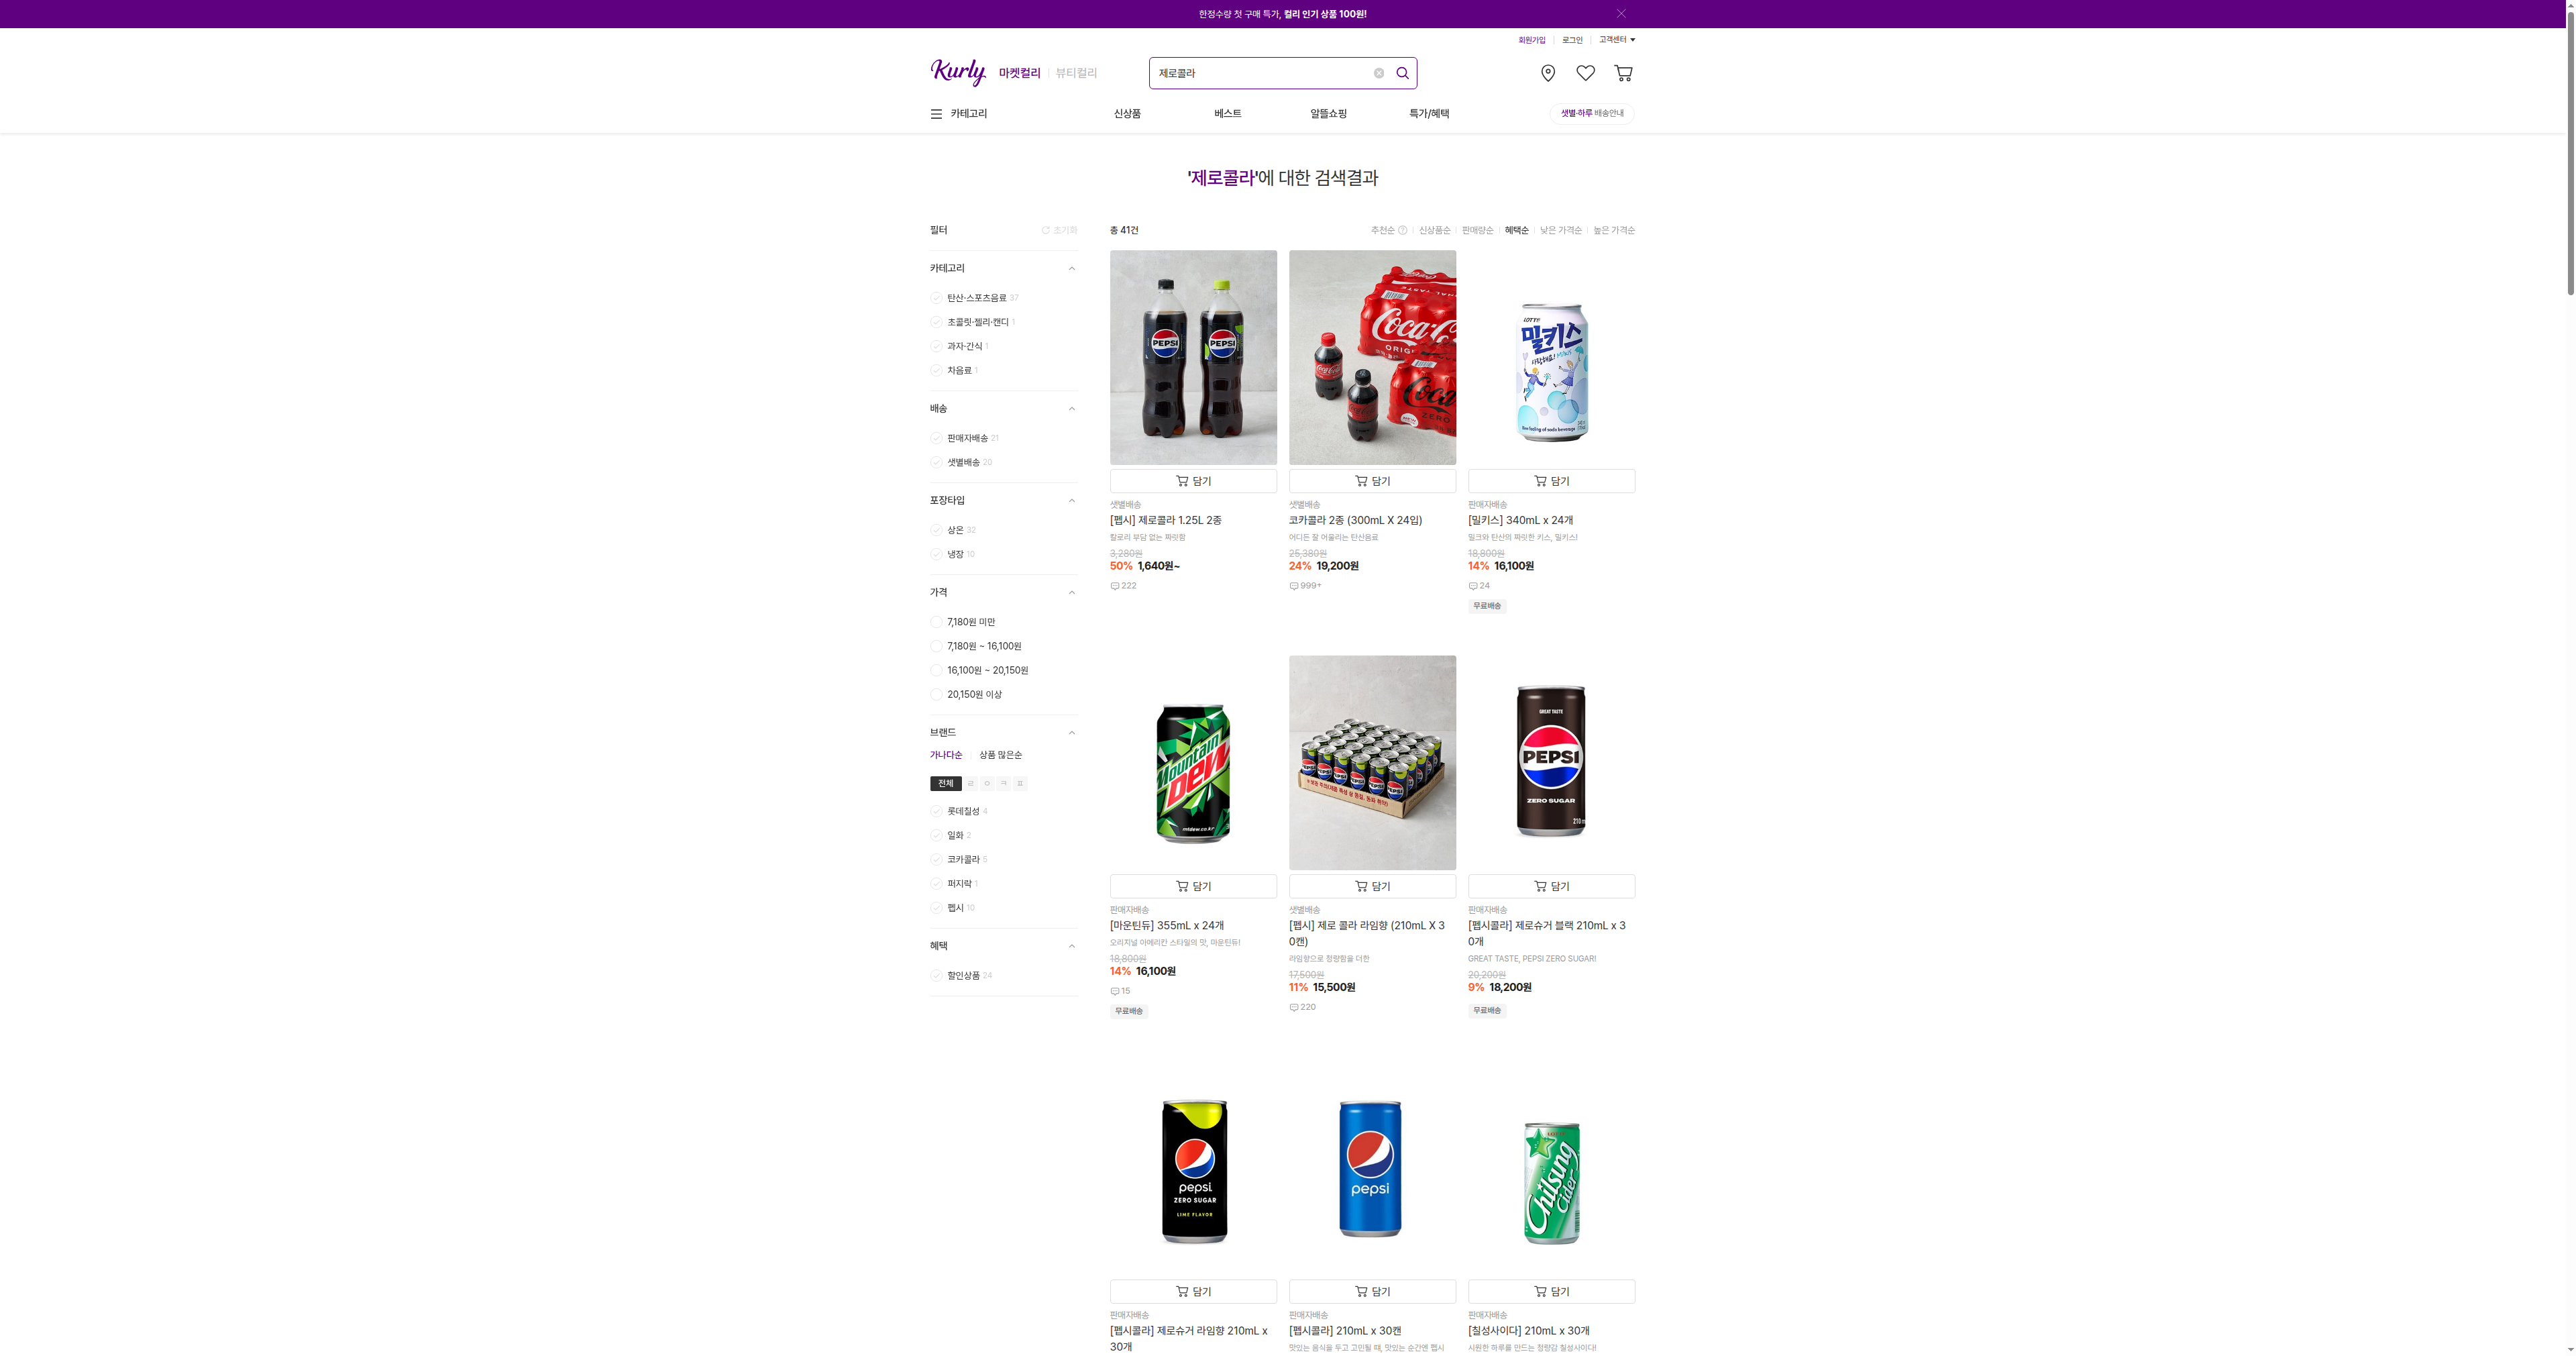 한정수량 첫 구매 특가, 컬리 인기 상품 100원!
회원가입 로그인 고객센터
Kurly 마켓컬리 뷰티컬리
제로콜라
카테고리 신상품 베스트 알뜰쇼핑 특가/혜택 샛별·하루 배송안내
'제로콜라'에 대한 검색결과
필터 초기화
총 41건 추천순 신상품순 판매량순 혜택순 낮은 가격순 높은 가격순
카테고리
탄산·스포츠음료 37
초콜릿·젤리·캔디 1
과자·간식 1
차음료 1
배송
판매자배송 21
샛별배송 20
포장타입
상온 32
냉장 10
가격
7,180원 미만
7,180원 ~ 16,100원
16,100원 ~ 20,150원
20,150원 이상
브랜드
가나다순 상품 많은순
전체 ㄹ ㅇ ㅋ ㅍ
롯데칠성 4
일화 2
코카콜라 5
퍼지락 1
펩시 10
혜택
할인상품 24
PEPSI PEPSI
담기
샛별배송
[펩시] 제로콜라 1.25L 2종
칼로리 부담 없는 짜릿함
3,280원
50% 1,640원~
222
담기
샛별배송
코카콜라 2종 (300mL X 24입)
어디든 잘 어울리는 탄산음료
25,380원
24% 19,200원
999+
LOTTE
밀키스
담기
판매자배송
[밀키스] 340mL x 24개
밀크와 탄산의 짜릿한 키스, 밀키스!
18,800원
14% 16,100원
24
무료배송
Mountain
DEW
mtdew.co.kr
담기
판매자배송
[마운틴듀] 355mL x 24개
오리지널 아메리칸 스타일의 맛, 마운틴듀!
18,800원
14% 16,100원
15
무료배송
담기
샛별배송
[펩시] 제로 콜라 라임향 (210mL X 3
0캔)
라임향으로 청량함을 더한
17,500원
11% 15,500원
220
GREAT TASTE
PEPSI
ZERO SUGAR
담기
판매자배송
[펩시콜라] 제로슈거 블랙 210mL x 3
0개
GREAT TASTE, PEPSI ZERO SUGAR!
20,200원
9% 18,200원
무료배송
pepsi
ZERO SUGAR
LIME FLAVOR
담기
판매자배송
[펩시콜라] 제로슈거 라임향 210mL x
30개
pepsi
담기
판매자배송
[펩시콜라] 210mL x 30캔
맛있는 음식을 두고 고민될 때, 맛있는 순간엔 펩시
Chilsung
Cider
담기
판매자배송
[칠성사이다] 210mL x 30개
시원한 하루를 만드는 청량감 칠성사이다!